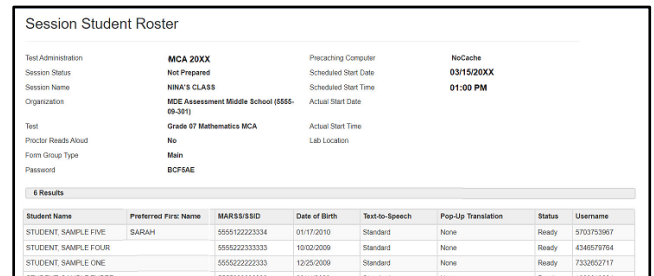 Session Student Roster
Test Administration MCA 20XX Precaching Computer NoCache
Session Status Not Prepared Scheduled Start Date 03/15/20XX
Session Name NINA'S CLASS Scheduled Start Time 01:00 PM
Organization MDE Assessment Middle School (5555- Actual Start Date
09-301)
Test Grade 07 Mathematics MCA Actual Start Time
Proctor Reads Aloud No Lab Location
Form Group Type Main
Password BCF5AE
6 Results
Student Name Preferred First Name MARSS/SSID Date of Birth Text-to-Speech Pop-Up Translation Status Username
STUDENT, SAMPLE FIVE SARAH 5555122223334 01/17/2010 Standard None Ready 5703753967
STUDENT, SAMPLE FOUR 5555222333333 10/02/2009 Standard None Ready 4346579764
STUDENT, SAMPLE ONE 5552222223333 12/25/2009 Standard None Ready 7332652717